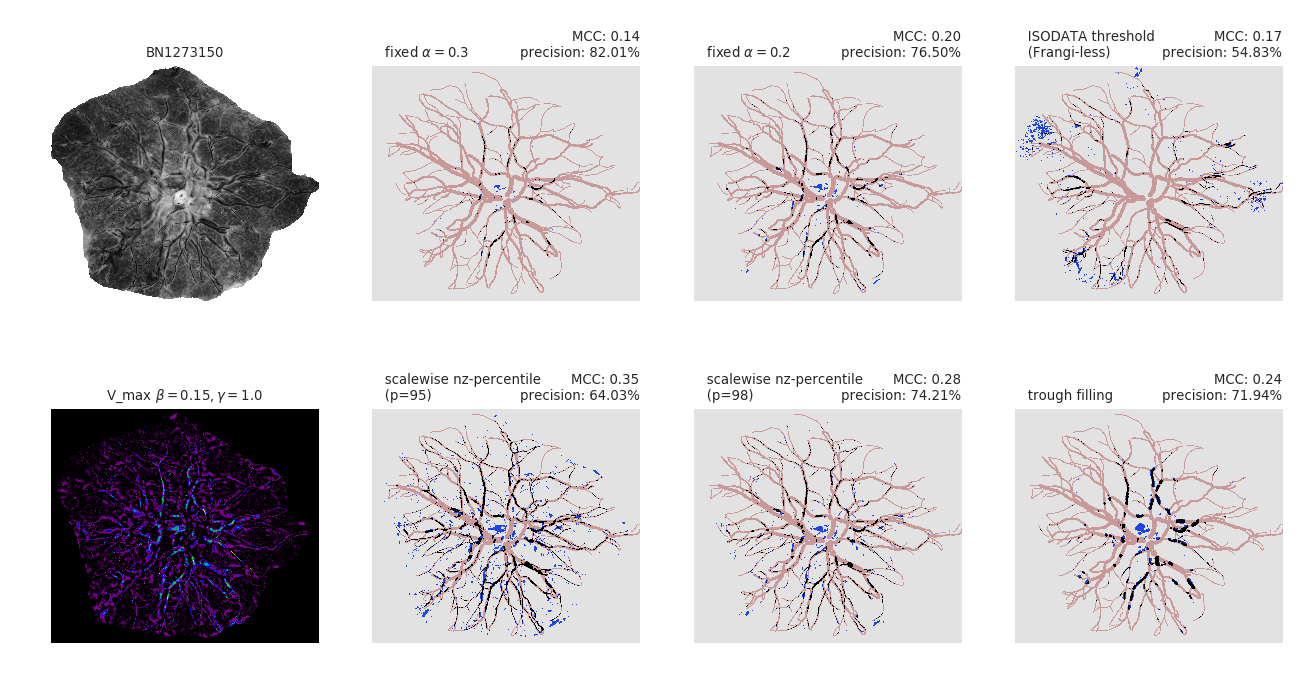 BN1273150
fixed α = 0.3
MCC: 0.14
precision: 82.01%
fixed α = 0.2
MCC: 0.20
precision: 76.50%
ISODATA threshold
(Frangi-less)
MCC: 0.17
precision: 54.83%
V_max β = 0.15, γ = 1.0
scalewise nz-percentile
(p=95)
MCC: 0.35
precision: 64.03%
scalewise nz-percentile
(p=98)
MCC: 0.28
precision: 74.21%
trough filling
MCC: 0.24
precision: 71.94%